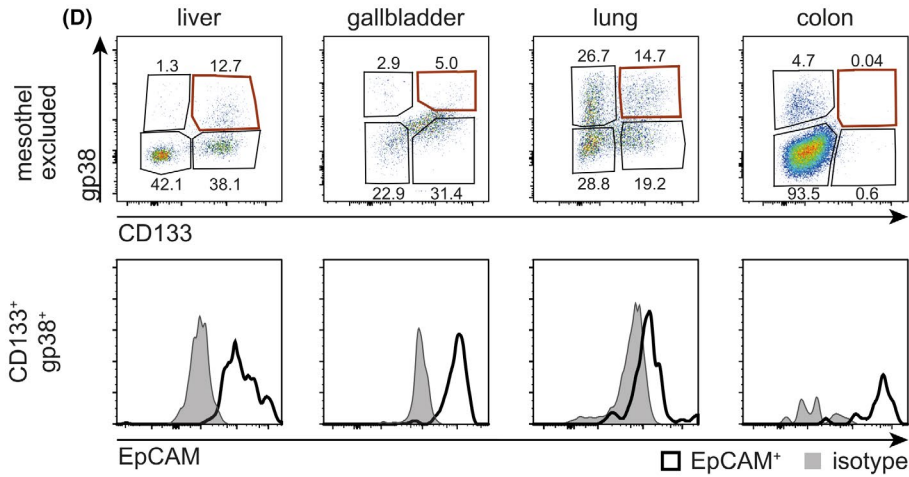 (D)
liver
gallbladder
lung
colon
mesothel
excluded
gp38
1.3 12.7
42.1 38.1
2.9 5.0
22.9 31.4
26.7 14.7
28.8 19.2
4.7 0.04
93.5 0.6
CD133
CD133⁺
gp38⁺
EpCAM
EpCAM⁺
isotype